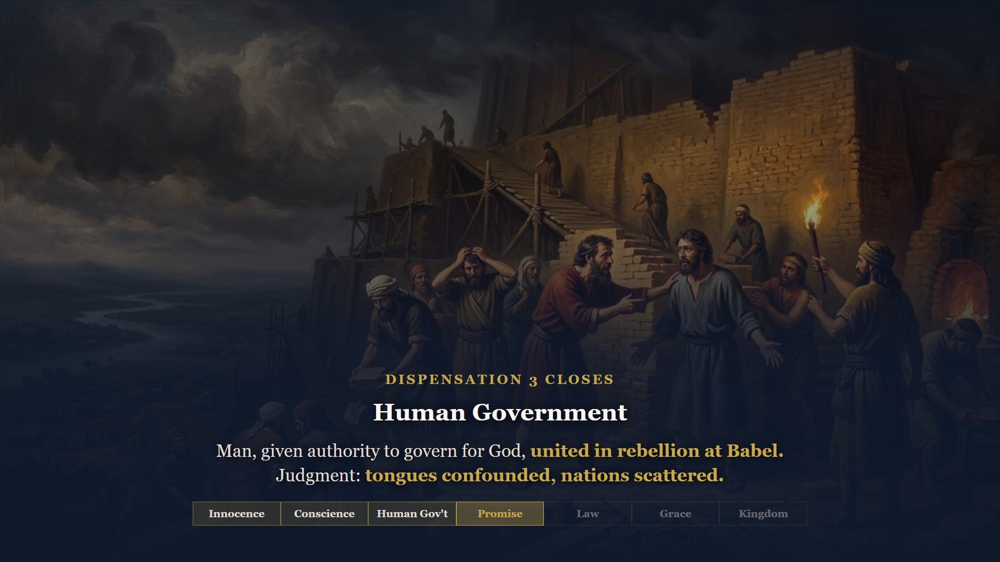 DISPENSATION 3 CLOSES
Human Government
Man, given authority to govern for God, united in rebellion at Babel.
Judgment: tongues confounded, nations scattered.
Innocence Conscience Human Gov't Promise Law Grace Kingdom